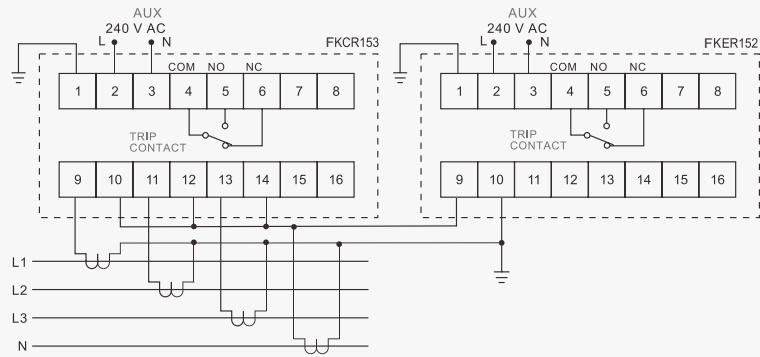 AUX
240 V AC
L N
FKCR153
COM NO NC
1 2 3 4 5 6 7 8
TRIP
CONTACT
9 10 11 12 13 14 15 16
AUX
240 V AC
L N
FKER152
COM NO NC
1 2 3 4 5 6 7 8
TRIP
CONTACT
9 10 11 12 13 14 15 16
L1
L2
L3
N